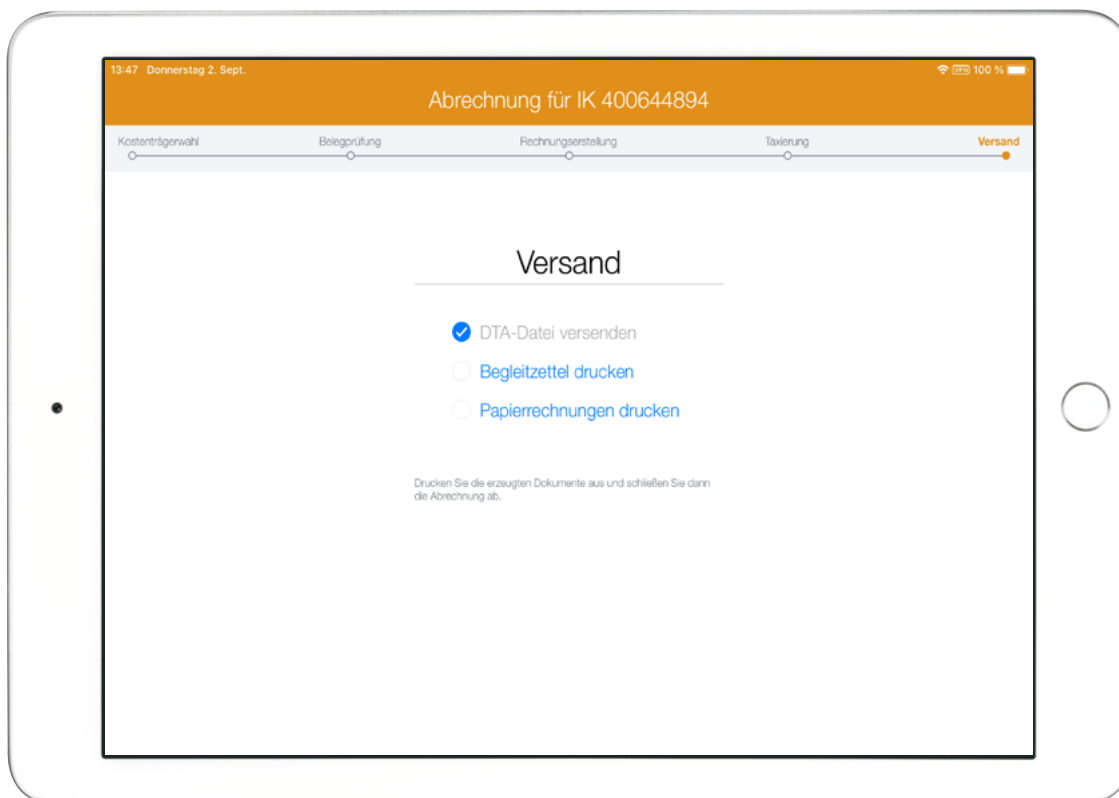 13:47 Donnerstag 2. Sept.
VPN 100 %
Abrechnung für IK 400644894
Kostenträgerwahl
Belegprüfung
Rechnungserstellung
Taxierung
Versand
Versand
DTA-Datei versenden
Begleitzettel drucken
Papierrechnungen drucken
Drucken Sie die erzeugten Dokumente aus und schließen Sie dann
die Abrechnung ab.